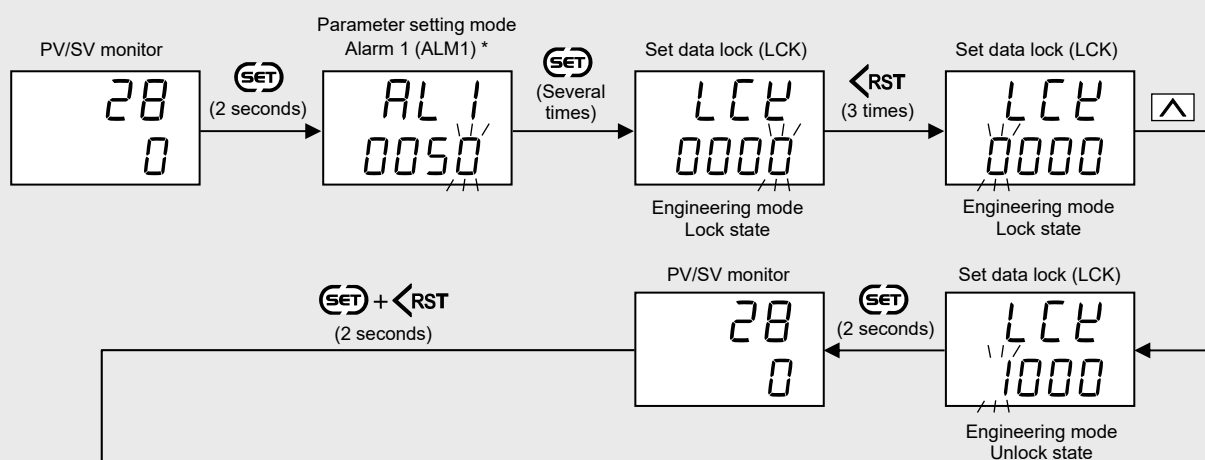 Parameter setting mode
PV/SV monitor
Alarm 1 (ALM1) *
Set data lock (LCK)
Set data lock (LCK)
SET
(2 seconds)
SET
(Several
times)
<RST
(3 times)
28
0
AL1
0050
LCK
0000
LCK
0000
Engineering mode
Lock state
Engineering mode
Lock state
PV/SV monitor
Set data lock (LCK)
SET + <RST
(2 seconds)
28
0
SET
(2 seconds)
LCK
1000
Engineering mode
Unlock state